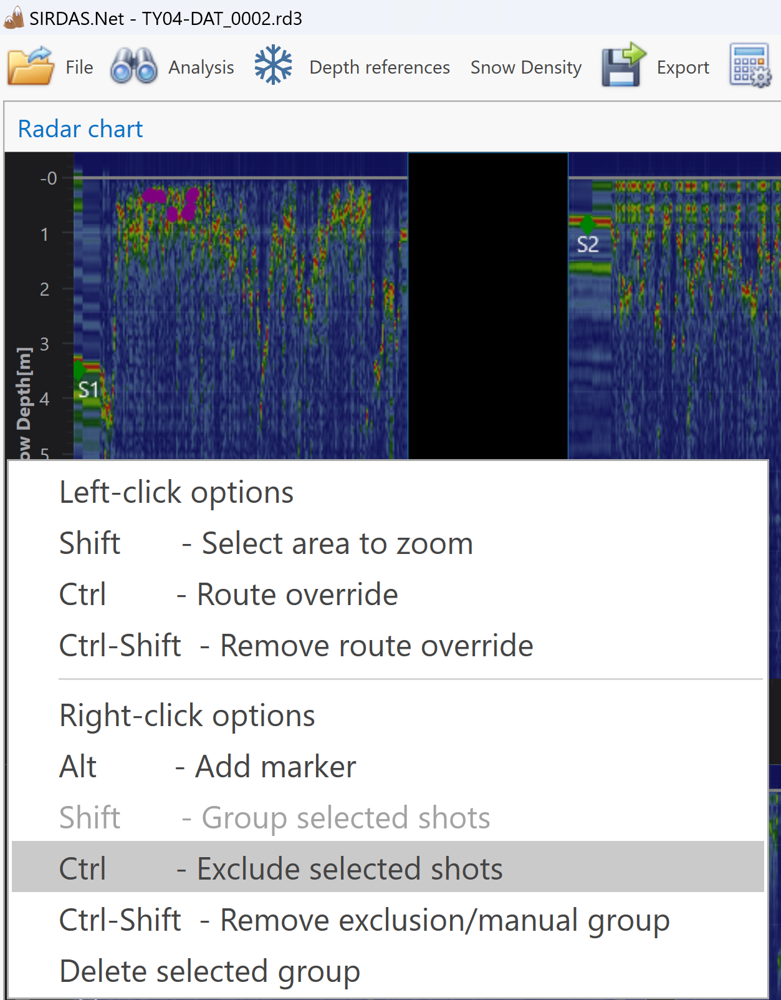 SIRDAS.Net - TY04-DAT_0002.rd3
File Analysis Depth references Snow Density Export
Radar chart
-0
1
S2
2
3
S1
4
5
ow Depth[m]
Left-click options
Shift - Select area to zoom
Ctrl - Route override
Ctrl-Shift - Remove route override
Right-click options
Alt - Add marker
Shift - Group selected shots
Ctrl - Exclude selected shots
Ctrl-Shift - Remove exclusion/manual group
Delete selected group